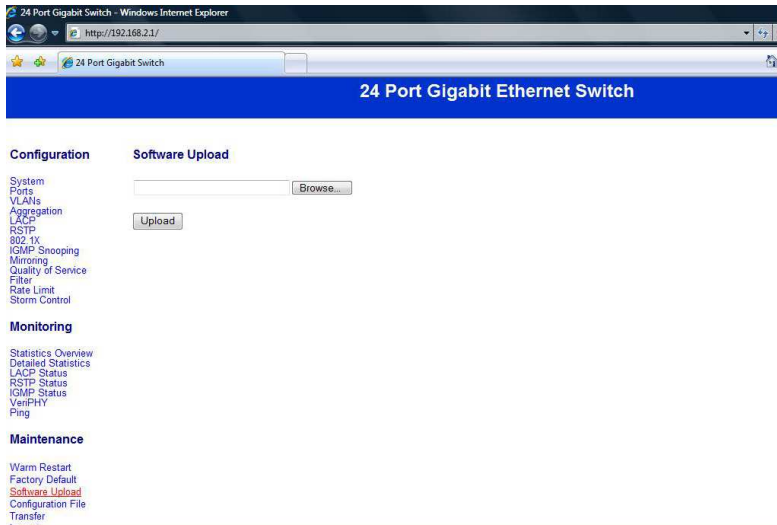 24 Port Gigabit Switch - Windows Internet Explorer
http://192.168.2.1/
24 Port Gigabit Switch
24 Port Gigabit Ethernet Switch
Configuration
System
Ports
VLANs
Aggregation
LACP
RSTP
802.1X
IGMP Snooping
Mirroring
Quality of Service
Filter
Rate Limit
Storm Control
Monitoring
Statistics Overview
Detailed Statistics
LACP Status
RSTP Status
IGMP Status
VeriPHY
Ping
Maintenance
Warm Restart
Factory Default
Software Upload
Configuration File
Transfer
Software Upload
Browse...
Upload